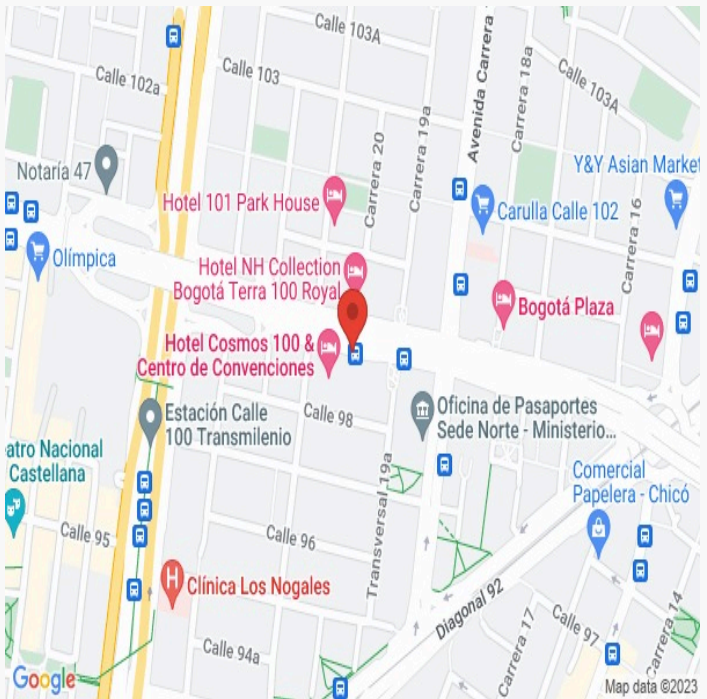 Calle 103A
Calle 103
Calle 102a
Avenida Carrera
Carrera 18a
Calle 103A
Notaría 47
Carrera 20
Carrera 19a
Y&Y Asian Market
Hotel 101 Park House
Carulla Calle 102
Carrera 16
Olímpica
Hotel NH Collection
Bogotá Terra 100 Royal
Bogotá Plaza
Hotel Cosmos 100 &
Centro de Convenciones
Estación Calle
100 Transmilenio
Calle 98
Oficina de Pasaportes
Sede Norte - Ministerio...
eatro Nacional
Castellana
Transversal 19a
Comercial
Papelera - Chicó
Calle 95
Calle 96
H
Clínica Los Nogales
Diagonal 92
Calle 97
Carrera 14
Carrera 17
Calle 94a
Google
Map data ©2023